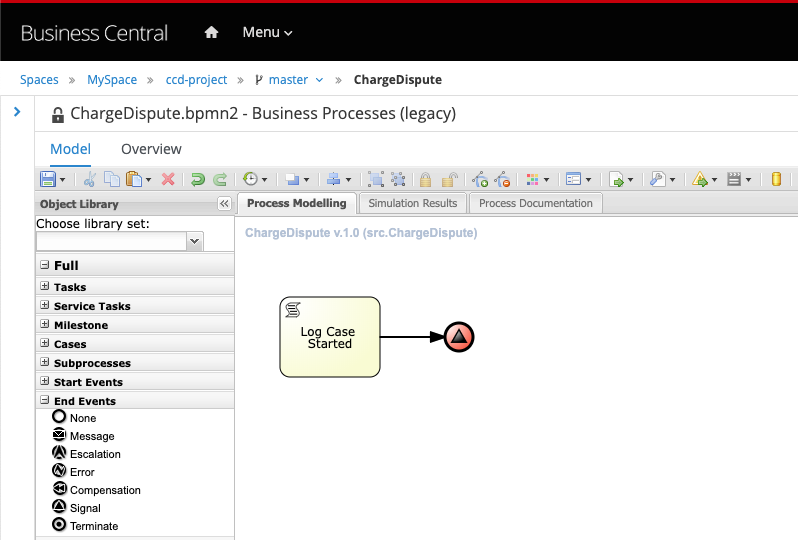 Business Central Menu
Spaces » MySpace » ccd-project » master » ChargeDispute
ChargeDispute.bpmn2 - Business Processes (legacy)
Model Overview
Object Library
Process Modelling Simulation Results Process Documentation
Choose library set:
Full
Tasks
Service Tasks
Milestone
Cases
Subprocesses
Start Events
End Events
None
Message
Escalation
Error
Compensation
Signal
Terminate
ChargeDispute v.1.0 (src.ChargeDispute)
Log Case
Started